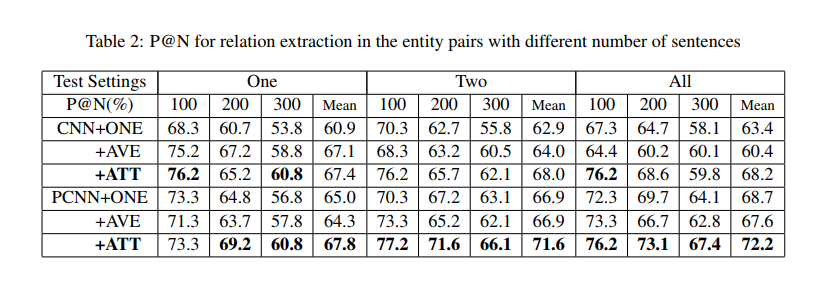 Table 2: P@N for relation extraction in the entity pairs with different number of sentences
Test Settings One Two All
P@N(%) 100 200 300 Mean 100 200 300 Mean 100 200 300 Mean
CNN+ONE 68.3 60.7 53.8 60.9 70.3 62.7 55.8 62.9 67.3 64.7 58.1 63.4
+AVE 75.2 67.2 58.8 67.1 68.3 63.2 60.5 64.0 64.4 60.2 60.1 60.4
+ATT 76.2 65.2 60.8 67.4 76.2 65.7 62.1 68.0 76.2 68.6 59.8 68.2
PCNN+ONE 73.3 64.8 56.8 65.0 70.3 67.2 63.1 66.9 72.3 69.7 64.1 68.7
+AVE 71.3 63.7 57.8 64.3 73.3 65.2 62.1 66.9 73.3 66.7 62.8 67.6
+ATT 73.3 69.2 60.8 67.8 77.2 71.6 66.1 71.6 76.2 73.1 67.4 72.2